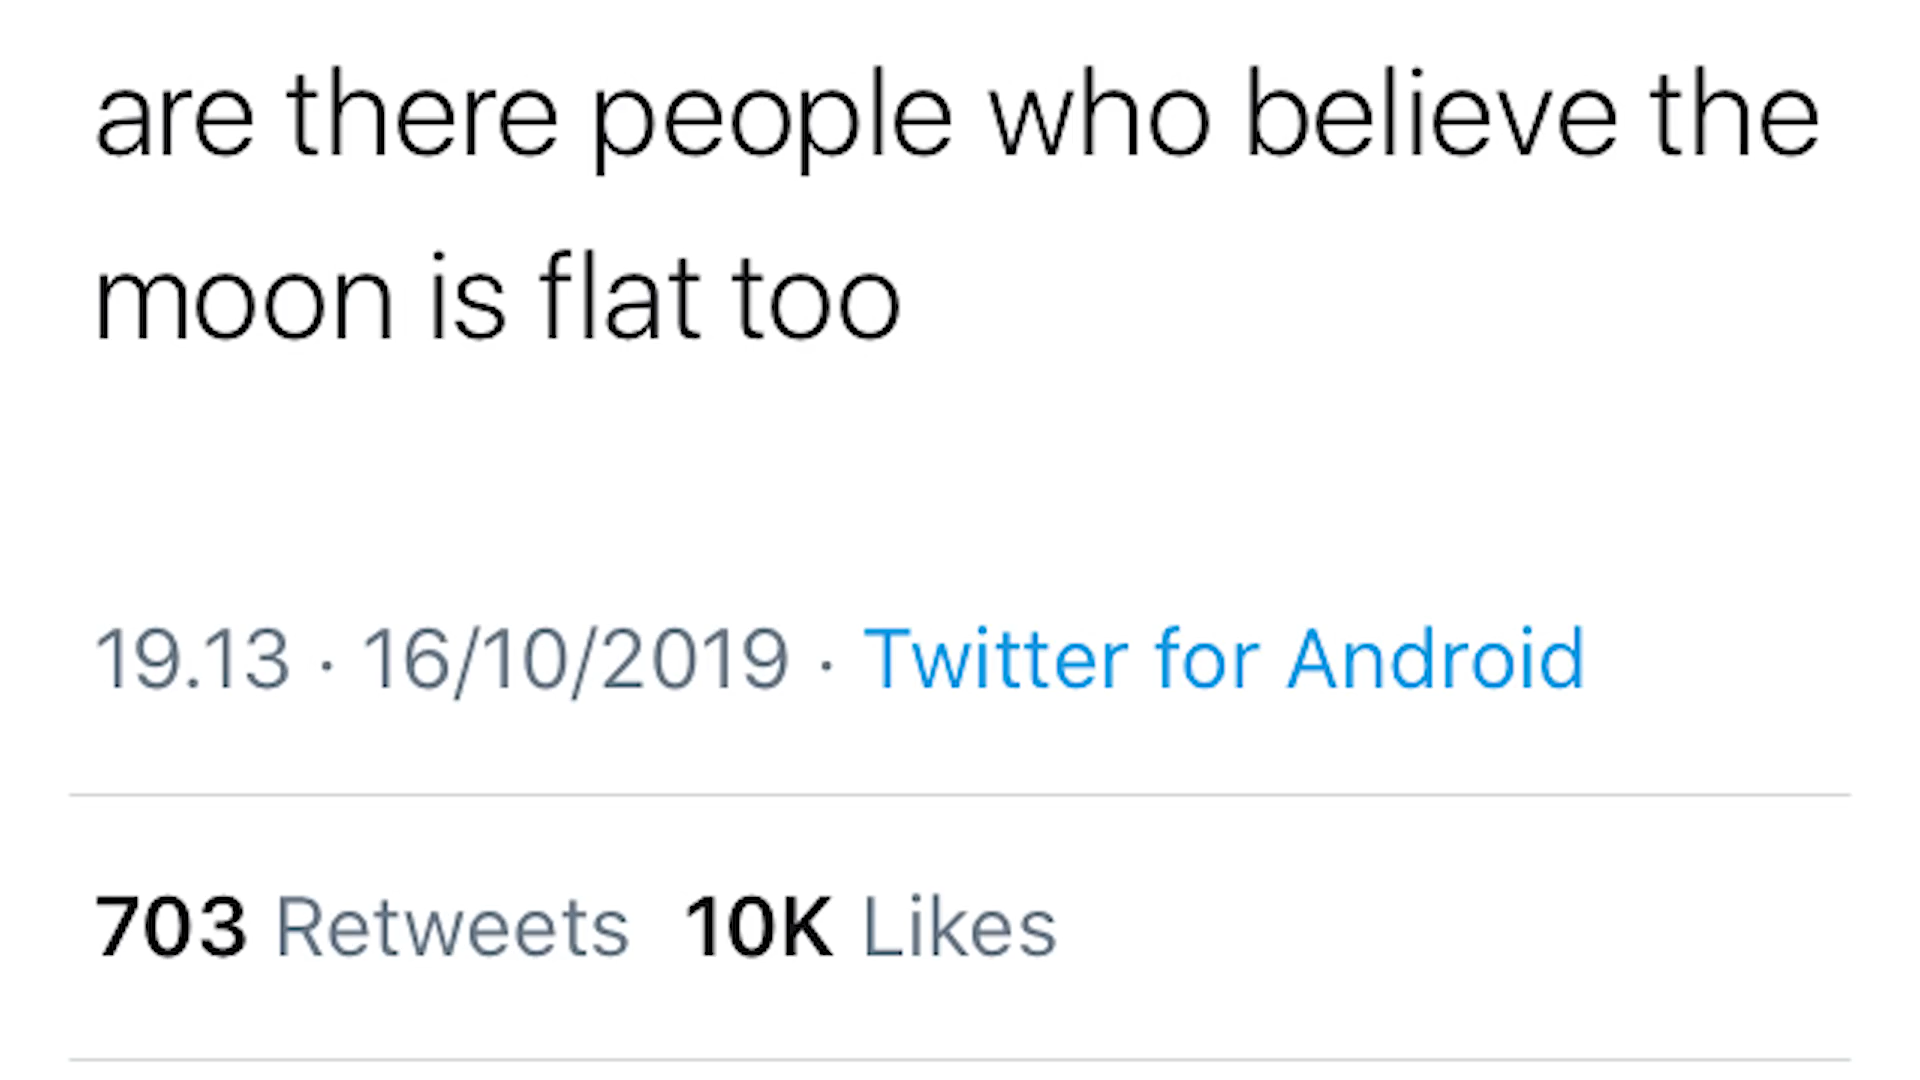 are there people who believe the
moon is flat too
19.13 · 16/10/2019 · Twitter for Android
703 Retweets 10K Likes